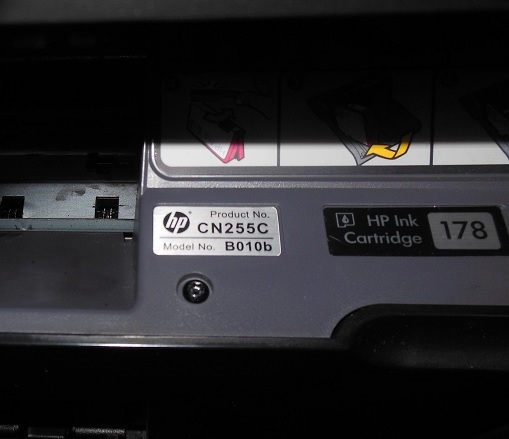 hp
Product No.
CN255C
Model No. B010b
HP Ink
Cartridge
178